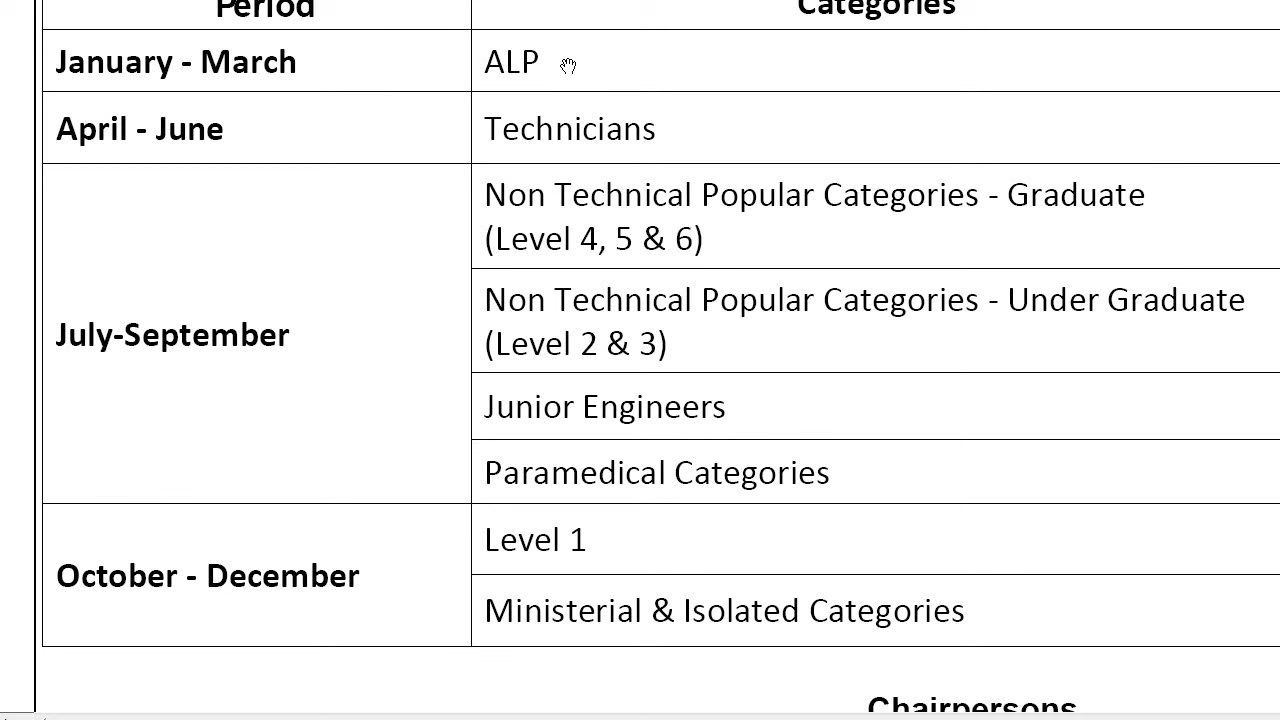 Period Categories
January - March ALP
April - June Technicians
Non Technical Popular Categories - Graduate
(Level 4, 5 & 6)
Non Technical Popular Categories - Under Graduate
(Level 2 & 3)
July-September
Junior Engineers
Paramedical Categories
Level 1
October - December
Ministerial & Isolated Categories
Chairpersons